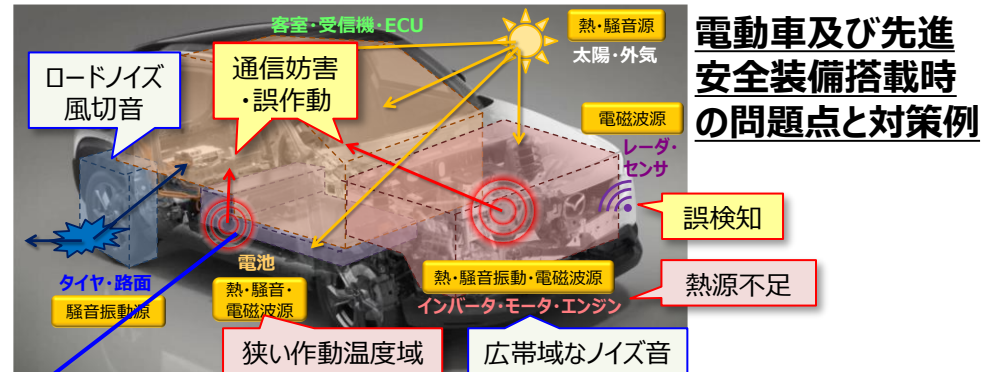 電動車及び先進
安全装備搭載時
の問題点と対策例
客室・受信機・ECU
熱・騒音源
太陽・外気
ロードノイズ
風切音
通信妨害
・誤作動
電磁波源
レーダ・
センサ
誤検知
タイヤ・路面
騒音振動源
電池
熱・騒音・
電磁波源
熱・騒音振動・電磁波源
インバータ・モータ・エンジン
熱源不足
狭い作動温度域
広帯域なノイズ音